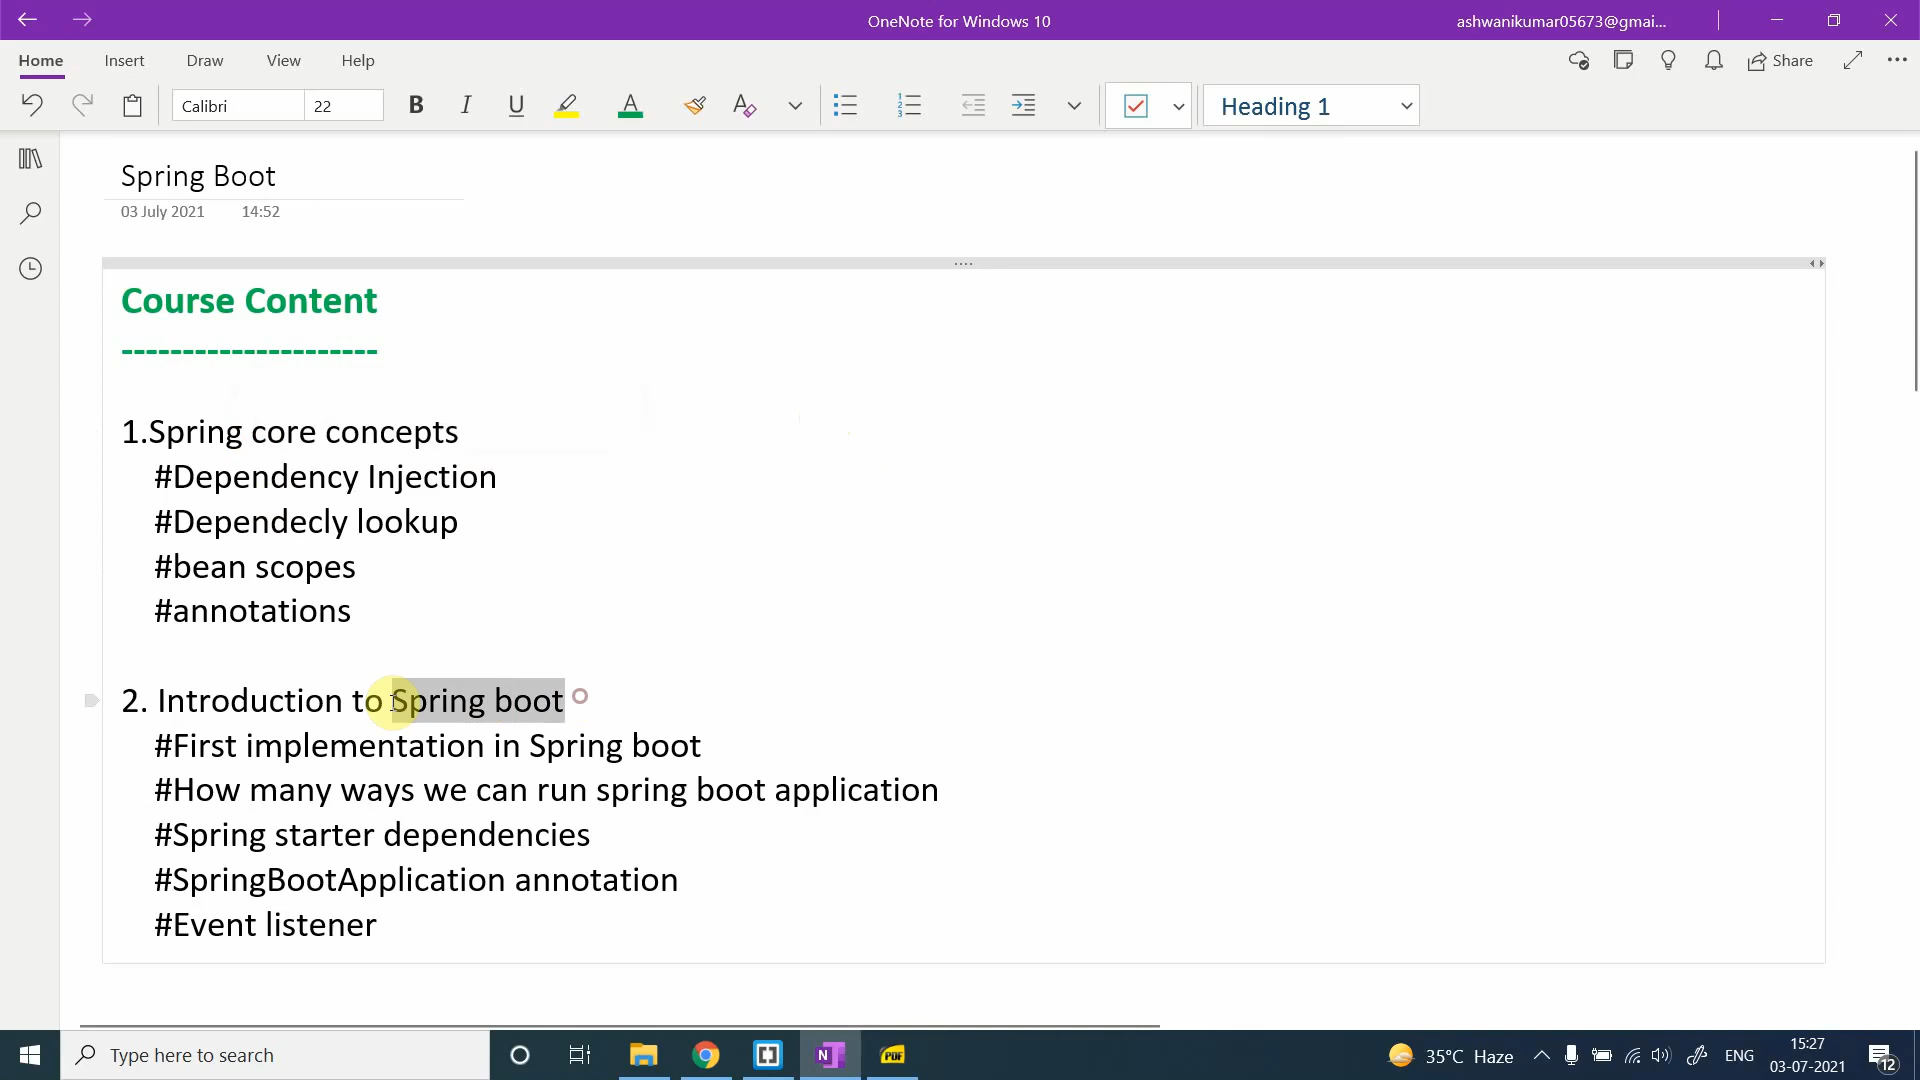 OneNote for Windows 10
ashwanikumar05673@gmai...
Home Insert Draw View Help
Share
Calibri 22
B I U A A
Heading 1
Spring Boot
03 July 2021 14:52
Course Content
---------------------
1.Spring core concepts
#Dependency Injection
#Dependecly lookup
#bean scopes
#annotations
2. Introduction to Spring boot
#First implementation in Spring boot
#How many ways we can run spring boot application
#Spring starter dependencies
#SpringBootApplication annotation
#Event listener
Type here to search
N
PDF
35°C Haze
ENG
15:27
03-07-2021
12